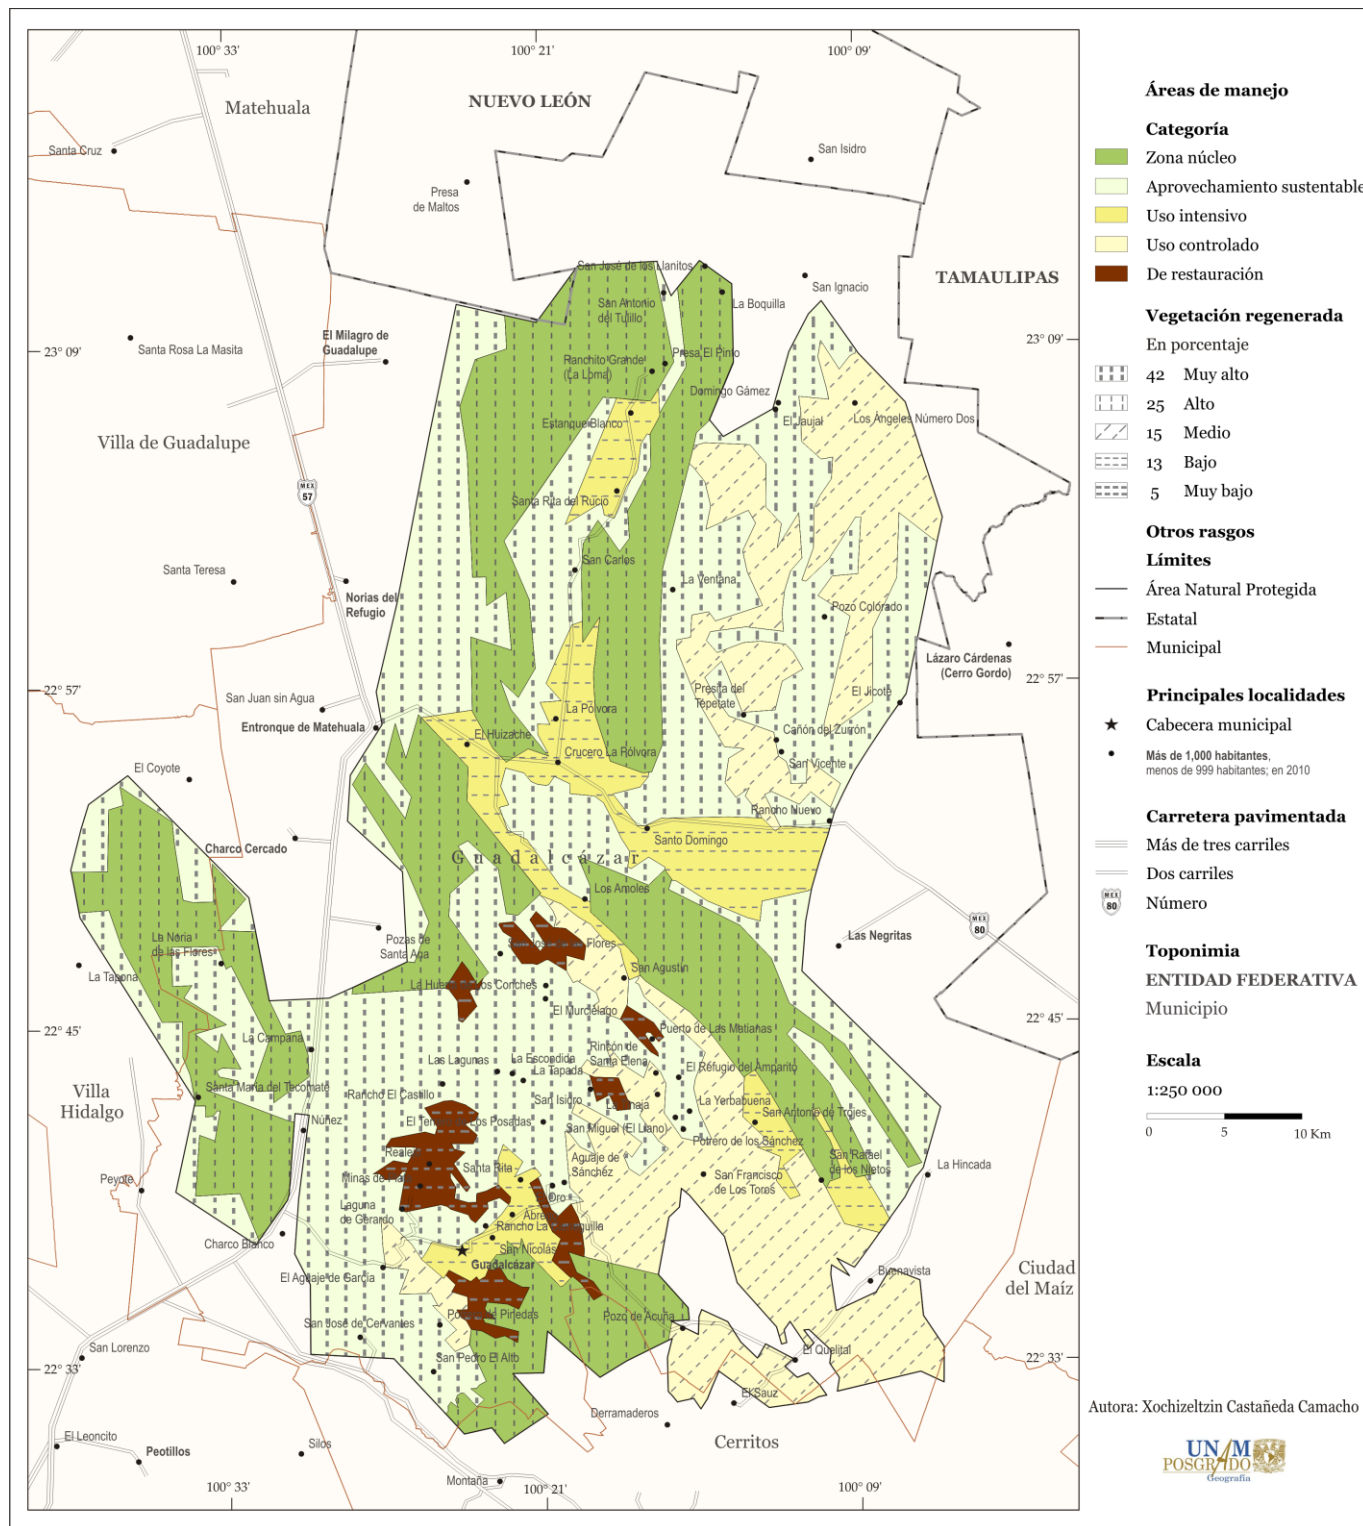 100° 33'
100° 21'
100° 09'
Matehuala
NUEVO LEÓN
Santa Cruz
San Isidro
Presa
de Maltos
San José de los Llanitos
San Ignacio
TAMAULIPAS
San Antonio
del Tulillo
La Boquilla
Santa Rosa La Masita
El Milagro de
Guadalupe
23° 09'
23° 09'
Ranchito Grande
(La Loma)
Presa El Pinto
Domingo Gámez
El Jaujal
Los Ángeles Número Dos
Estanque Blanco
Villa de Guadalupe
MEX
57
Santa Rita del Rucio
San Carlos
Santa Teresa
Norias del
Refugio
La Ventana
Pozo Colorado
Lázaro Cárdenas
(Cerro Gordo)
22° 57'
22° 57'
San Juan sin Agua
Presita del
Tepetate
El Jicote
Entronque de Matehuala
La Pólvora
El Huizache
Cañón del Zurrón
Crucero La Pólvora
San Vicente
El Coyote
Rancho Nuevo
Santo Domingo
Charco Cercado
Guadalcázar
Los Amoles
MEX
80
La Noria
de las Flores
Pozas de
Santa Ana
Las Negritas
La Tapona
San Agustín
El Murciélago
22° 45'
22° 45'
La Campana
Puerto de Las Matianas
Rincón de
Santa Elena
Las Lagunas
La Escondida
La Tapada
El Refugio del Amparito
Villa
Hidalgo
Santa María del Tecomate
Rancho El Castillo
San Isidro
La Yerbabuena
San Antonio de Trojes
Núñez
San Miguel (El Llano)
Potrero de los Sánchez
Aguaje de
Sánchez
San Rafael
de los Nietos
La Hincada
Santa Rita
San Francisco
de Los Toros
Peyote
Laguna
de Gerardo
Charco Blanco
San Nicolás
Guadalcázar
El Aguaje de García
Buenavista
Ciudad
del Maíz
San José de Cervantes
Pozo de Acuña
San Lorenzo
22° 33'
22° 33'
San Pedro El Alto
El Quelital
El Sauz
Derramaderos
Cerritos
El Leoncito
Peotillos
Silos
Montaña
100° 33'
100° 21'
100° 09'
Áreas de manejo
Categoría
Zona núcleo
Aprovechamiento sustentable
Uso intensivo
Uso controlado
De restauración
Vegetación regenerada
En porcentaje
42 Muy alto
25 Alto
15 Medio
13 Bajo
5 Muy bajo
Otros rasgos
Límites
Área Natural Protegida
Estatal
Municipal
Principales localidades
Cabecera municipal
Más de 1,000 habitantes,
menos de 999 habitantes; en 2010
Carretera pavimentada
Más de tres carriles
Dos carriles
MEX
80
Número
Toponimia
ENTIDAD FEDERATIVA
Municipio
Escala
1:250 000
0 5 10 Km
Autora: Xochizeltzin Castañeda Camacho
UNAM
POSGRADO
Geografía